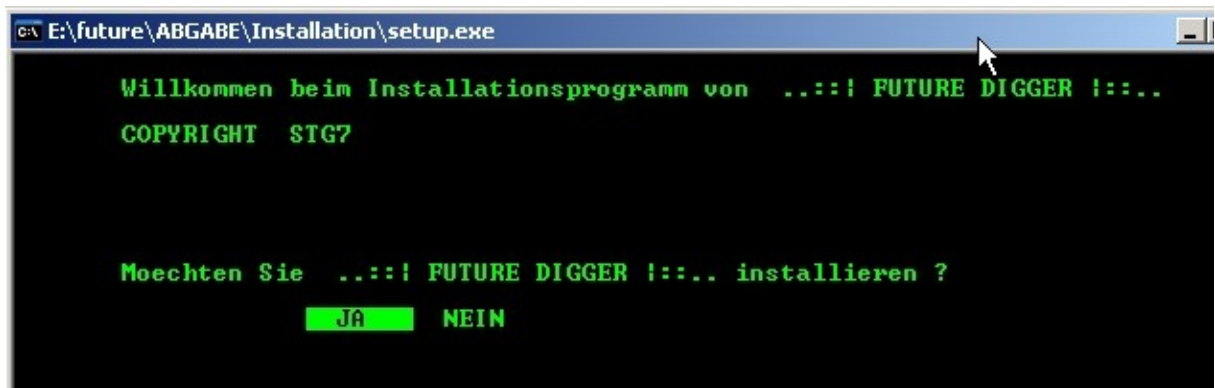 E:\future\ABGABE\Installation\setup.exe
Willkommen beim Installationsprogramm von ..::| FUTURE DIGGER |::..
COPYRIGHT STG7
Moechten Sie ..::| FUTURE DIGGER |::.. installieren ?
JA NEIN